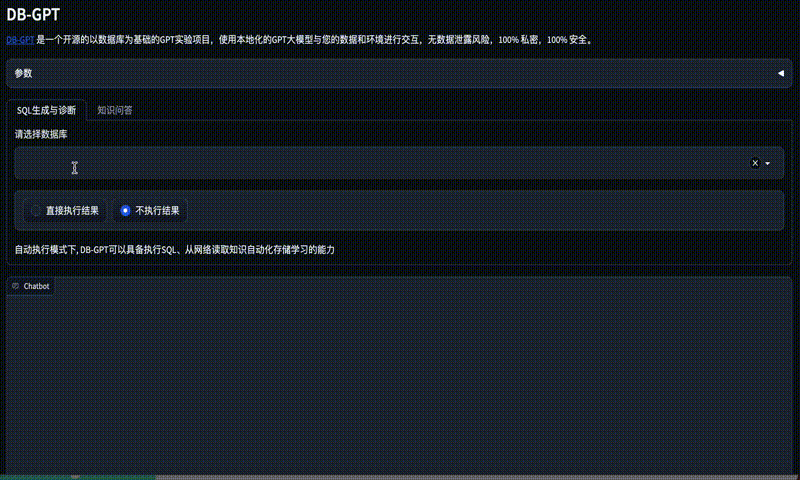 DB-GPT
DB-GPT 是一个开源的以数据库为基础的GPT实验项目，使用本地化的GPT大模型与您的数据和环境进行交互，无数据泄露风险，100% 私密，100% 安全。
参数
SQL生成与诊断 知识问答
请选择数据库
直接执行结果 不执行结果
自动执行模式下, DB-GPT可以具备执行SQL、从网络读取知识自动化存储学习的能力
Chatbot